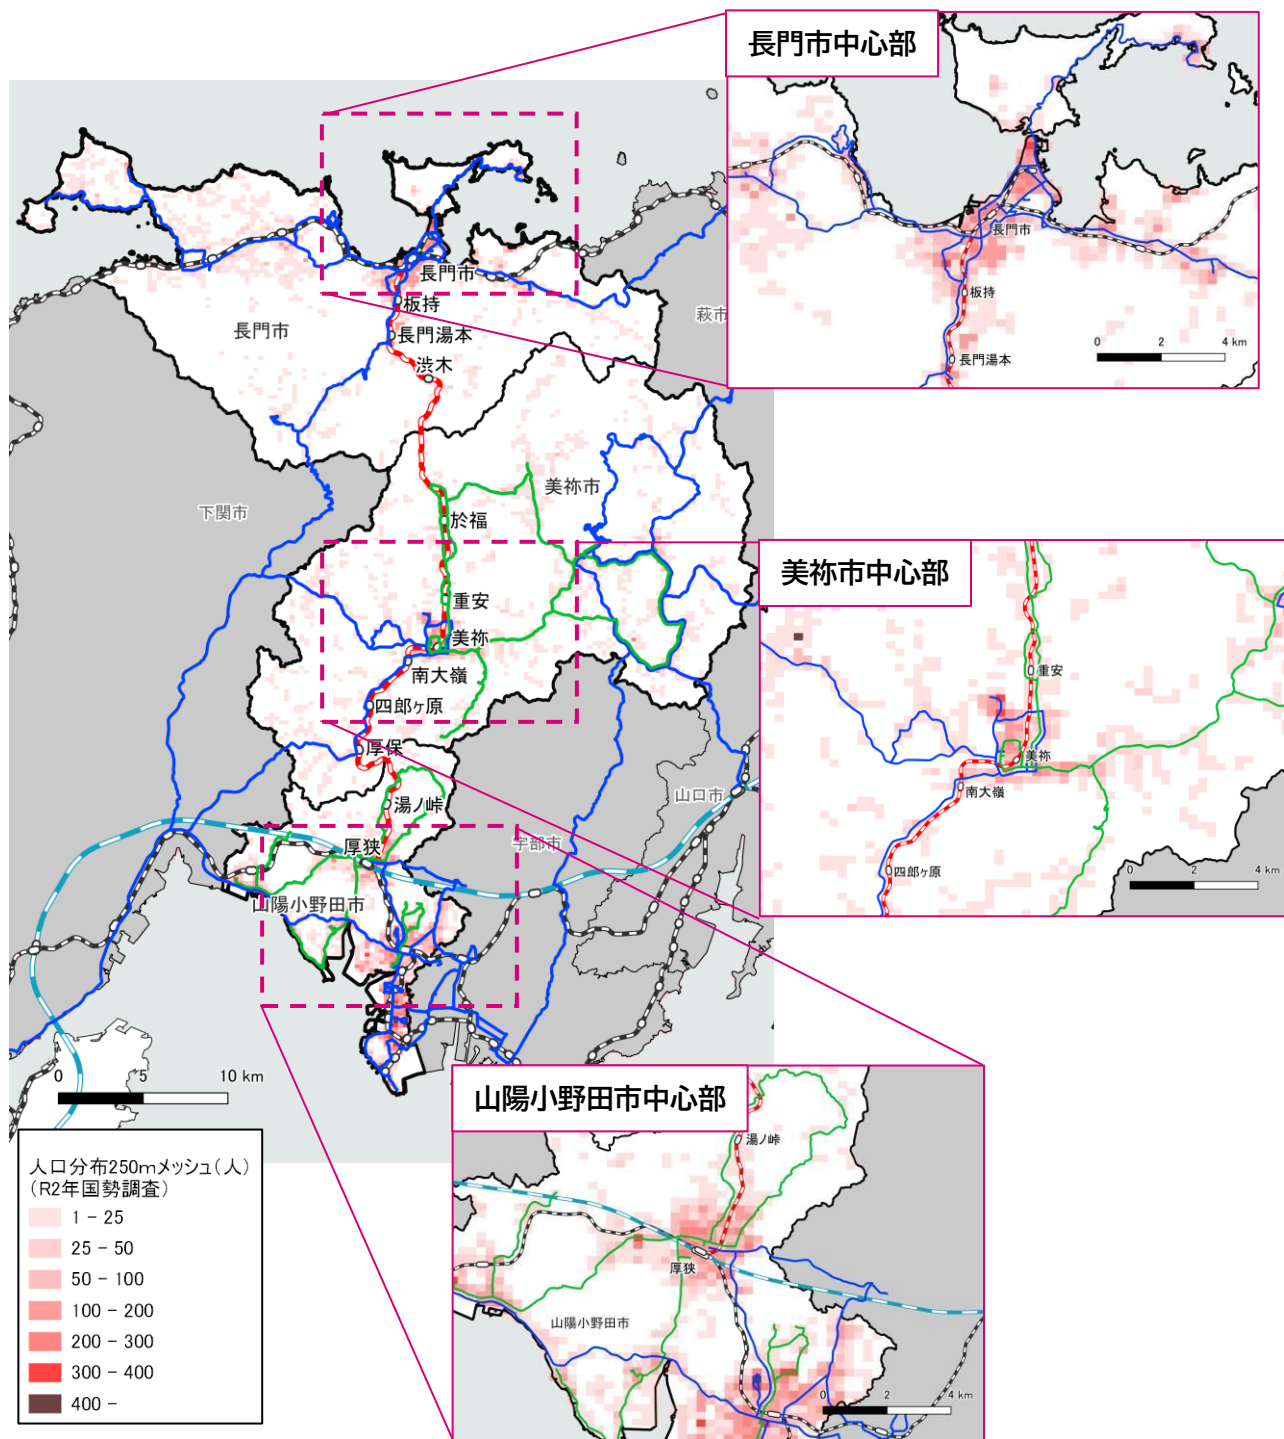 長門市中心部
長門市
板持
長門湯本
0 2 4 km
長門市
板持
長門湯本
渋木
長門市
萩市
美祢市
下関市
於福
重安
美祢
南大嶺
四郎ヶ原
厚保
湯ノ峠
山口市
宇部市
厚狭
山陽小野田市
0 5 10 km
美祢市中心部
重安
美祢
南大嶺
四郎ヶ原
0 2 4 km
山陽小野田市中心部
湯ノ峠
厚狭
山陽小野田市
0 2 4 km
人口分布250mメッシュ(人)
(R2年国勢調査)
1 - 25
25 - 50
50 - 100
100 - 200
200 - 300
300 - 400
400 -